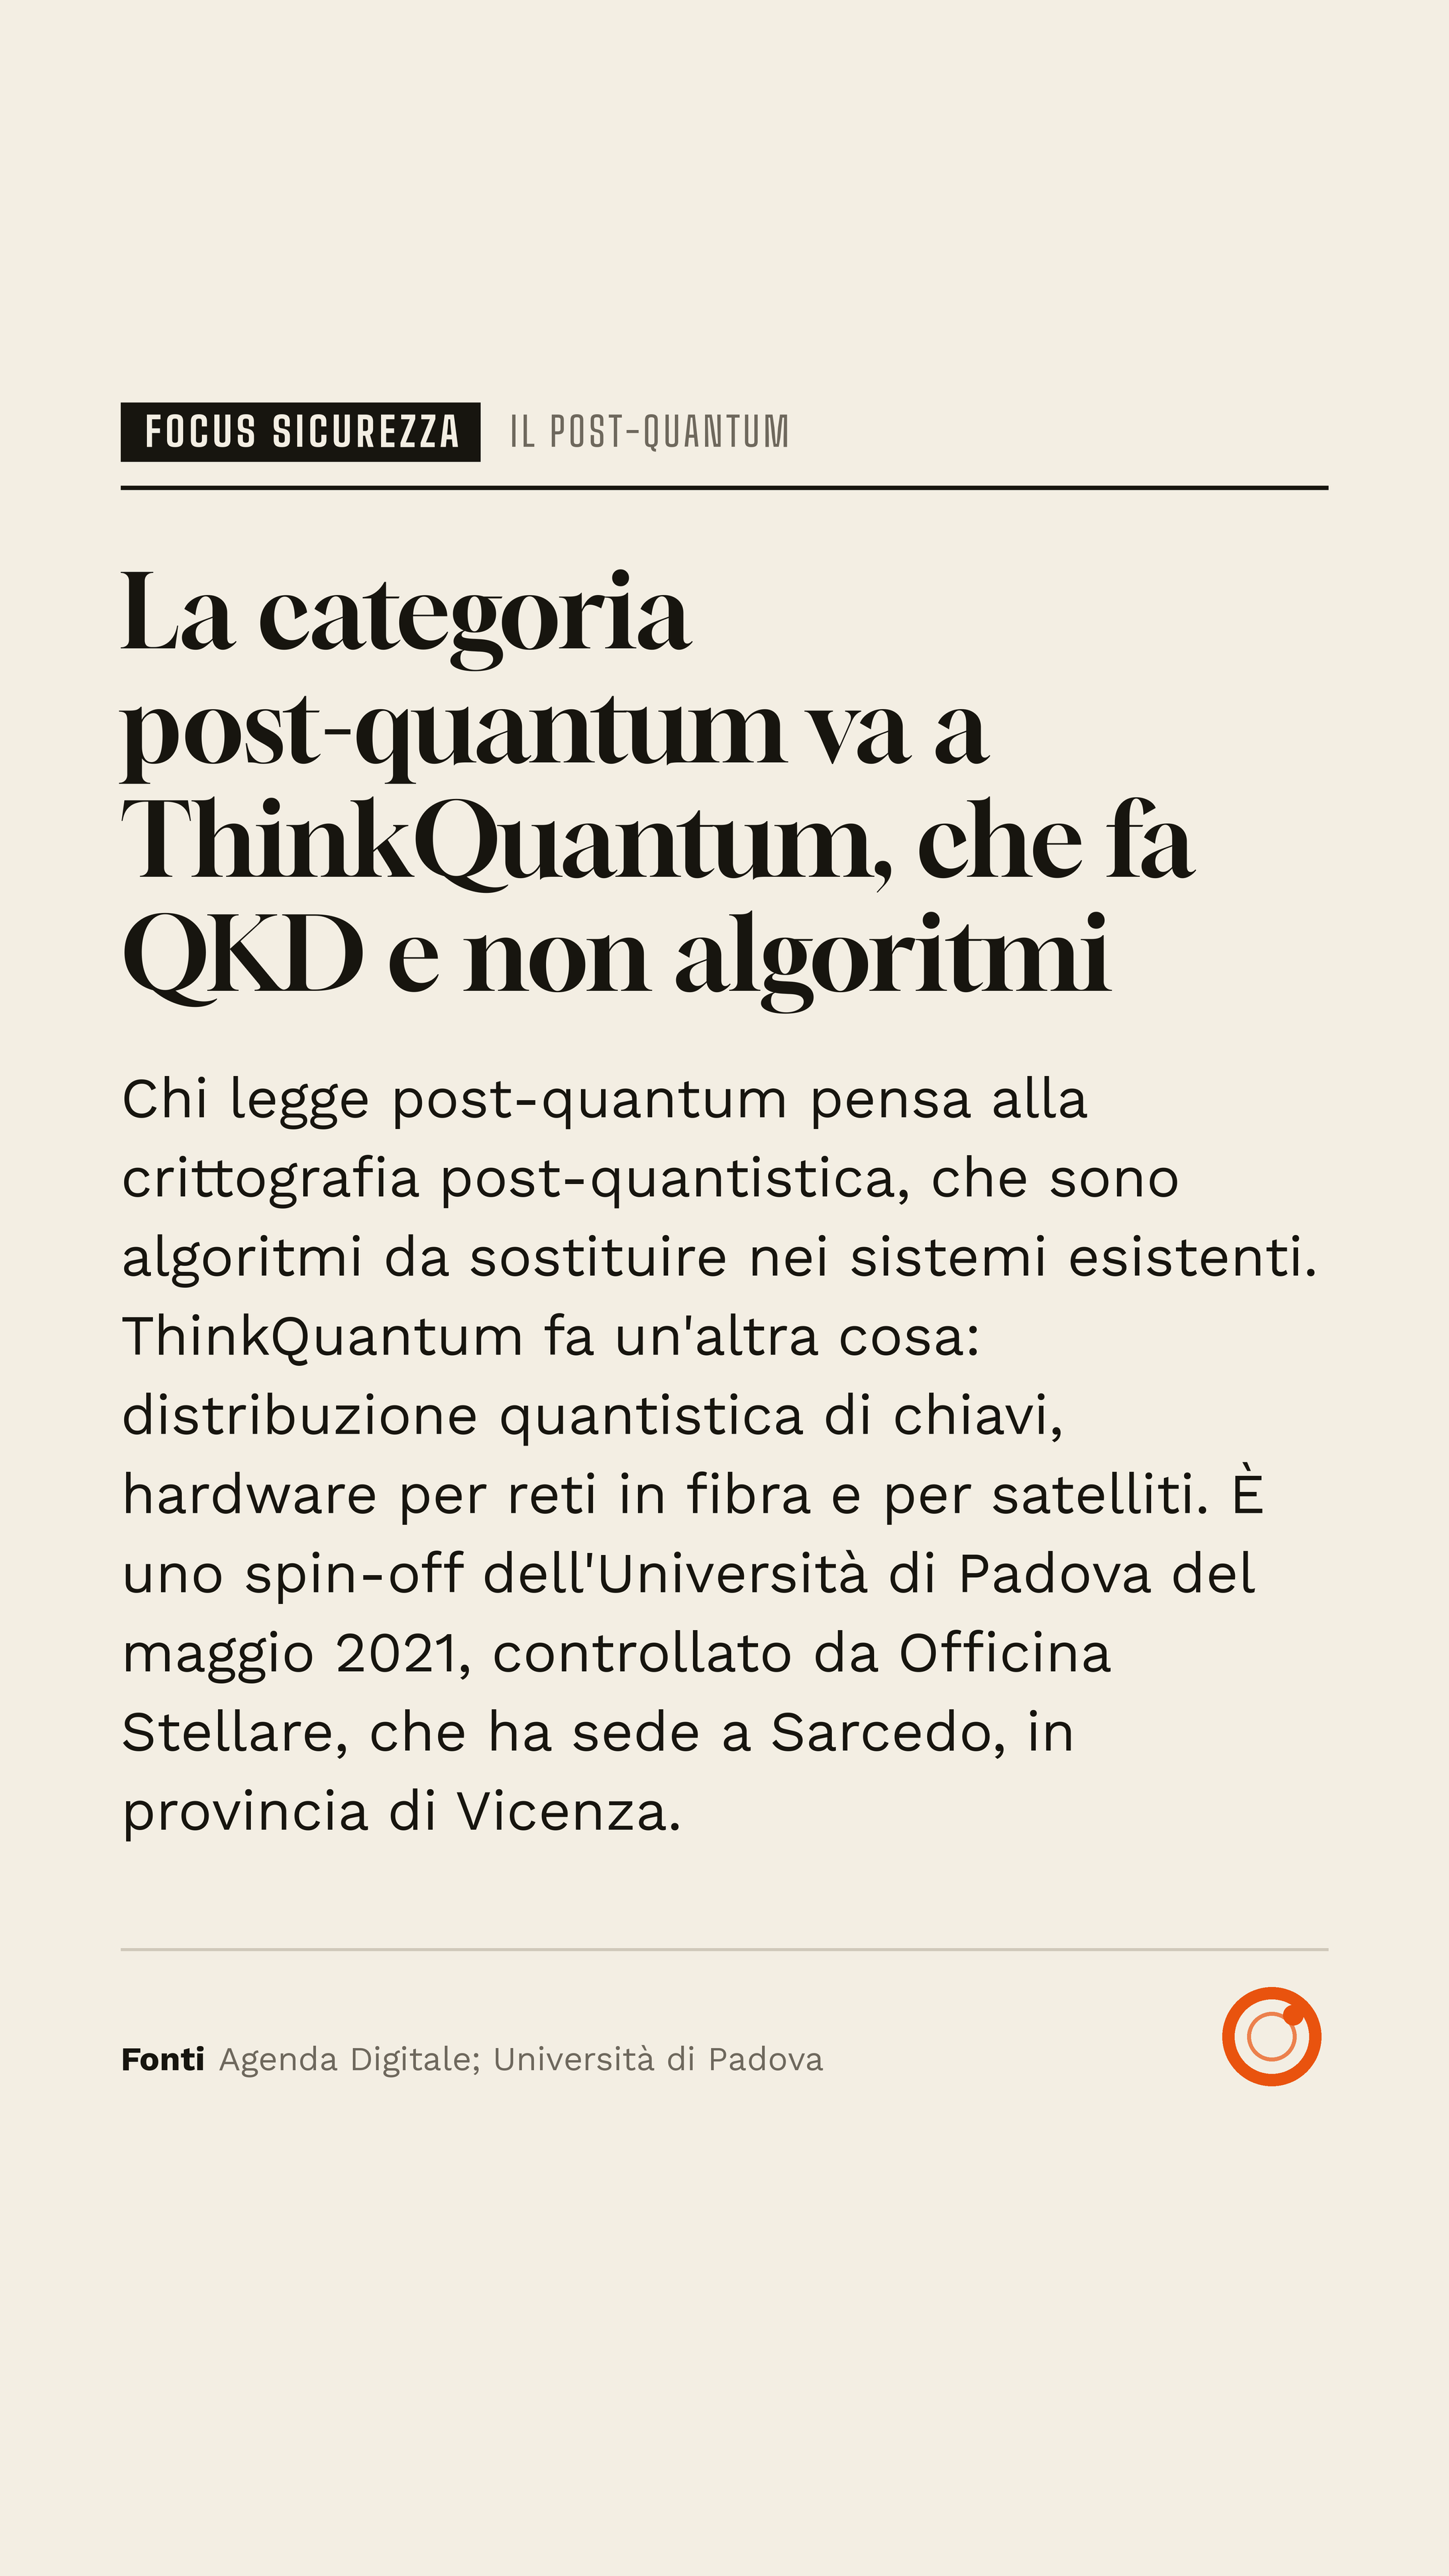 FOCUS SICUREZZA IL POST-QUANTUM
La categoria
post-quantum va a
ThinkQuantum, che fa
QKD e non algoritmi
Chi legge post-quantum pensa alla
crittografia post-quantistica, che sono
algoritmi da sostituire nei sistemi esistenti.
ThinkQuantum fa un'altra cosa:
distribuzione quantistica di chiavi,
hardware per reti in fibra e per satelliti. È
uno spin-off dell'Università di Padova del
maggio 2021, controllato da Officina
Stellare, che ha sede a Sarcedo, in
provincia di Vicenza.
Fonti Agenda Digitale; Università di Padova